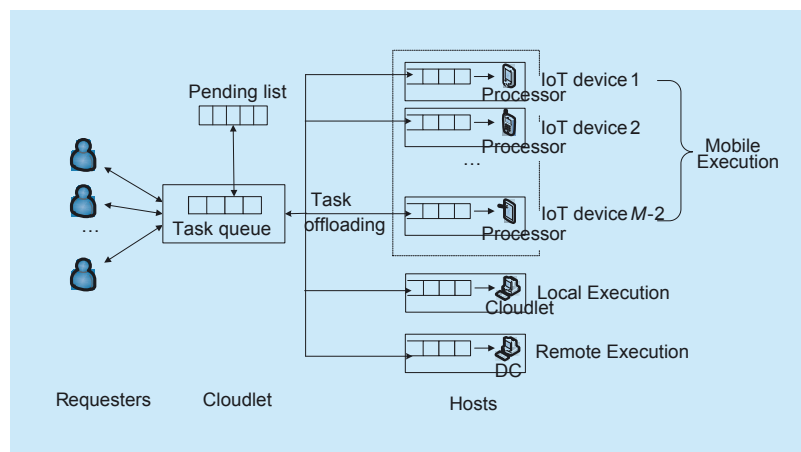 Pending list
Task queue
Task
offloading
IoT device 1
Processor
IoT device 2
Processor
...
IoT device M-2
Processor
Mobile
Execution
...
Local Execution
Cloudlet
Remote Execution
DC
Requesters
Cloudlet
Hosts